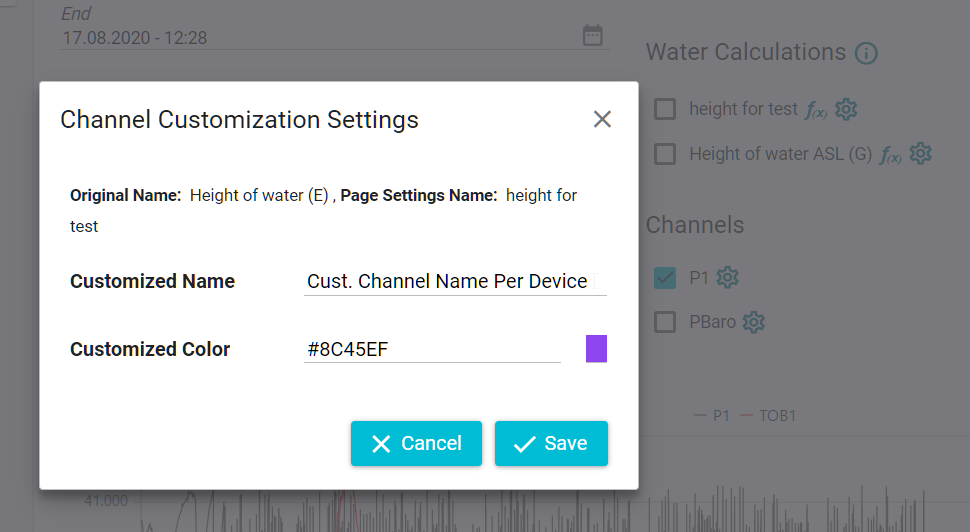 End
17.08.2020 - 12:28
Water Calculations
height for test f(x)
Height of water ASL (G) f(x)
Channels
P1
PBaro
P1 TOB1
41.000
Channel Customization Settings
Original Name: Height of water (E) , Page Settings Name: height for
test
Customized Name Cust. Channel Name Per Device
Customized Color #8C45EF
Cancel Save